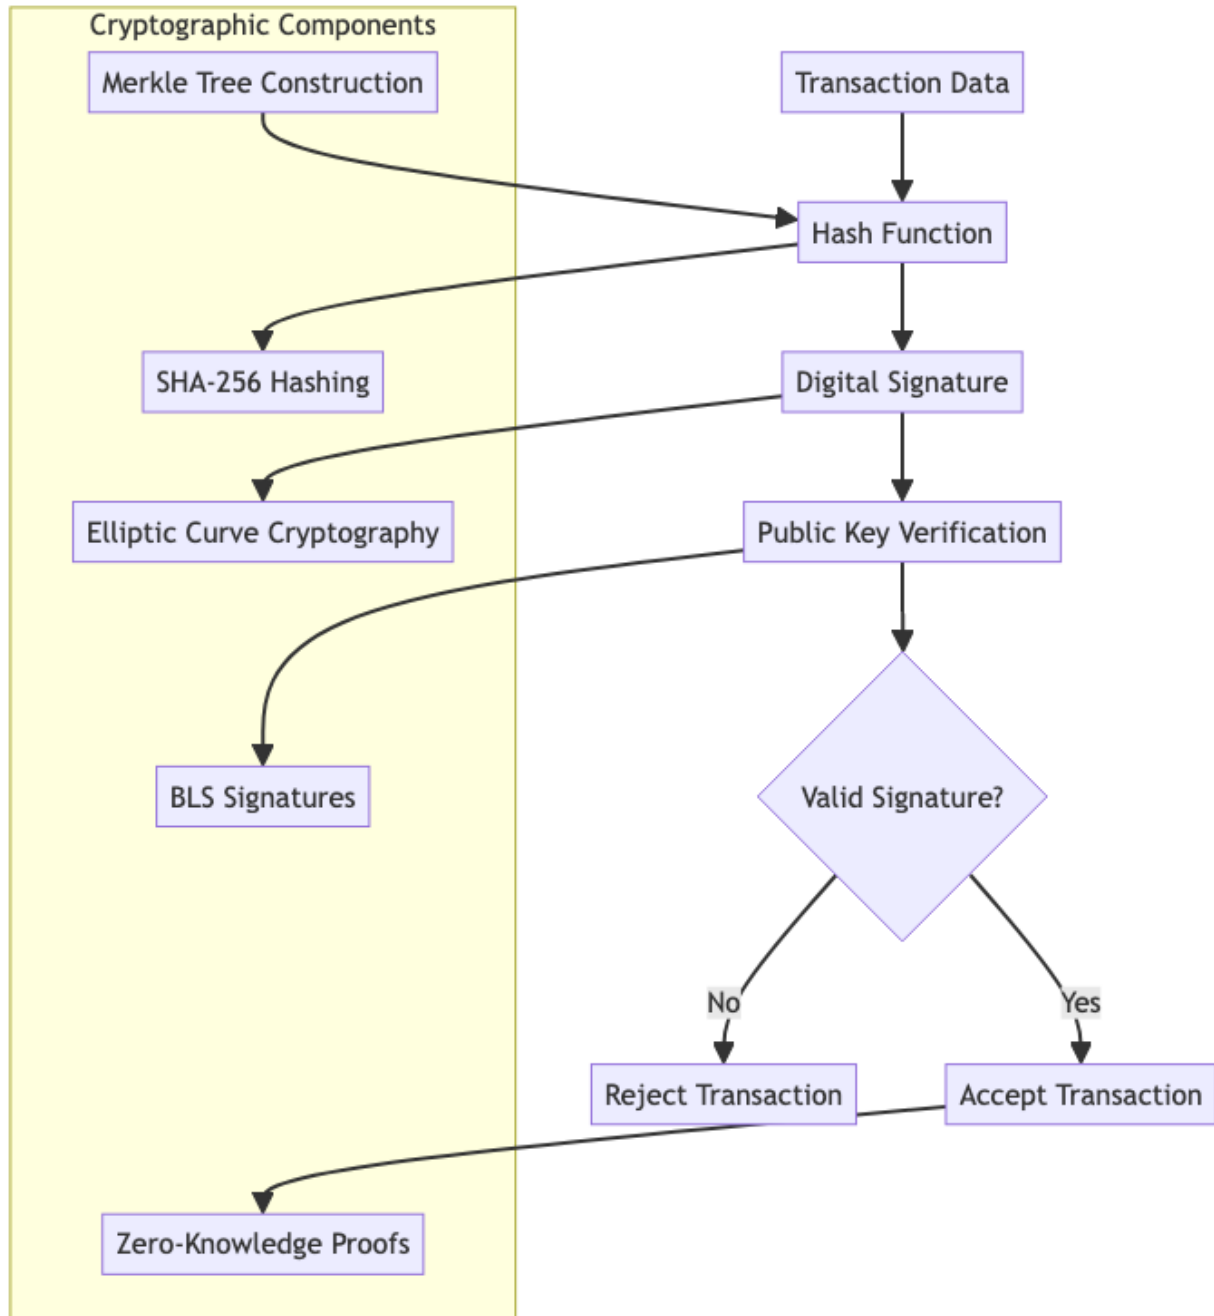 Cryptographic Components
Merkle Tree Construction
Transaction Data
Hash Function
SHA-256 Hashing
Digital Signature
Elliptic Curve Cryptography
Public Key Verification
BLS Signatures
Valid Signature?
No
Yes
Reject Transaction
Accept Transaction
Zero-Knowledge Proofs